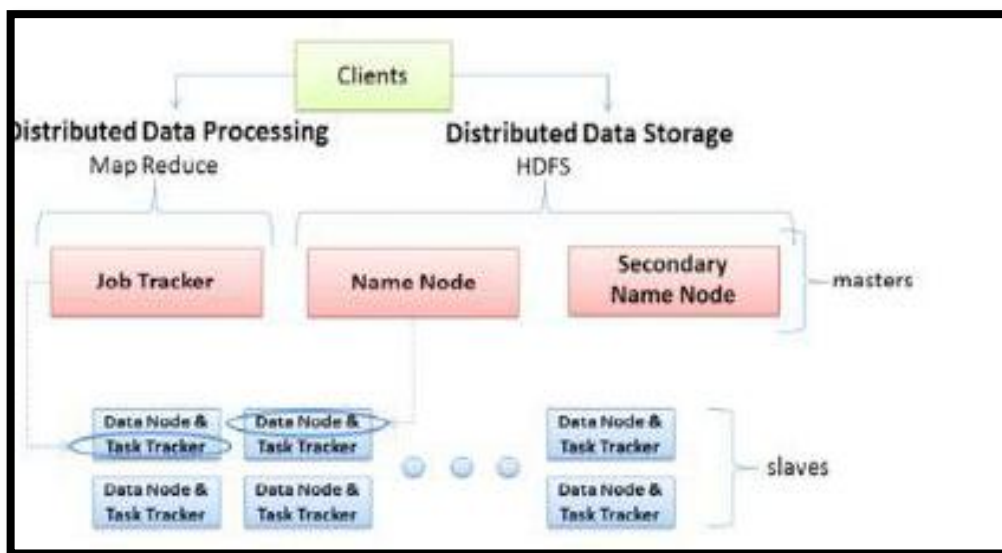 Clients
Distributed Data Processing
Map Reduce
Distributed Data Storage
HDFS
Job Tracker
Name Node
Secondary
Name Node
masters
Data Node &
Task Tracker
Data Node &
Task Tracker
Data Node &
Task Tracker
Data Node &
Task Tracker
Data Node &
Task Tracker
Data Node &
Task Tracker
slaves